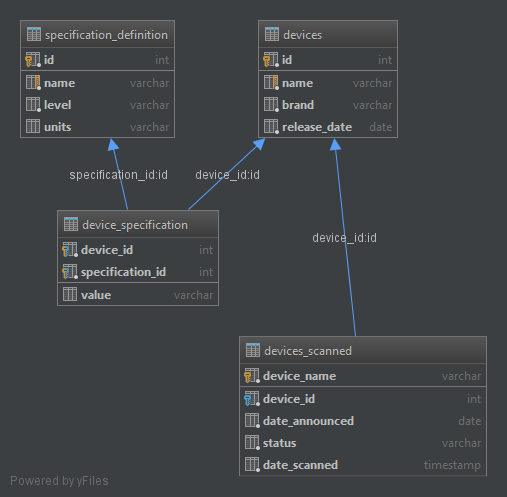 specification_definition
id int
name varchar
level varchar
units varchar
devices
id int
name varchar
brand varchar
release_date date
specification_id:id
device_id:id
device_specification
device_id int
specification_id int
value varchar
device_id:id
devices_scanned
device_name varchar
device_id int
date_announced date
status varchar
date_scanned timestamp
Powered by yFiles